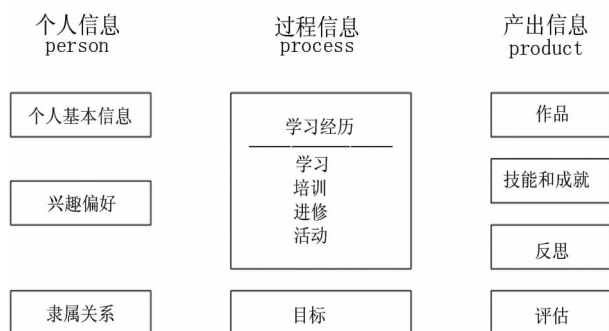 个人信息
person
个人基本信息
兴趣偏好
隶属关系
过程信息
process
学习经历
学习
培训
进修
活动
目标
产出信息
product
作品
技能和成就
反思
评估